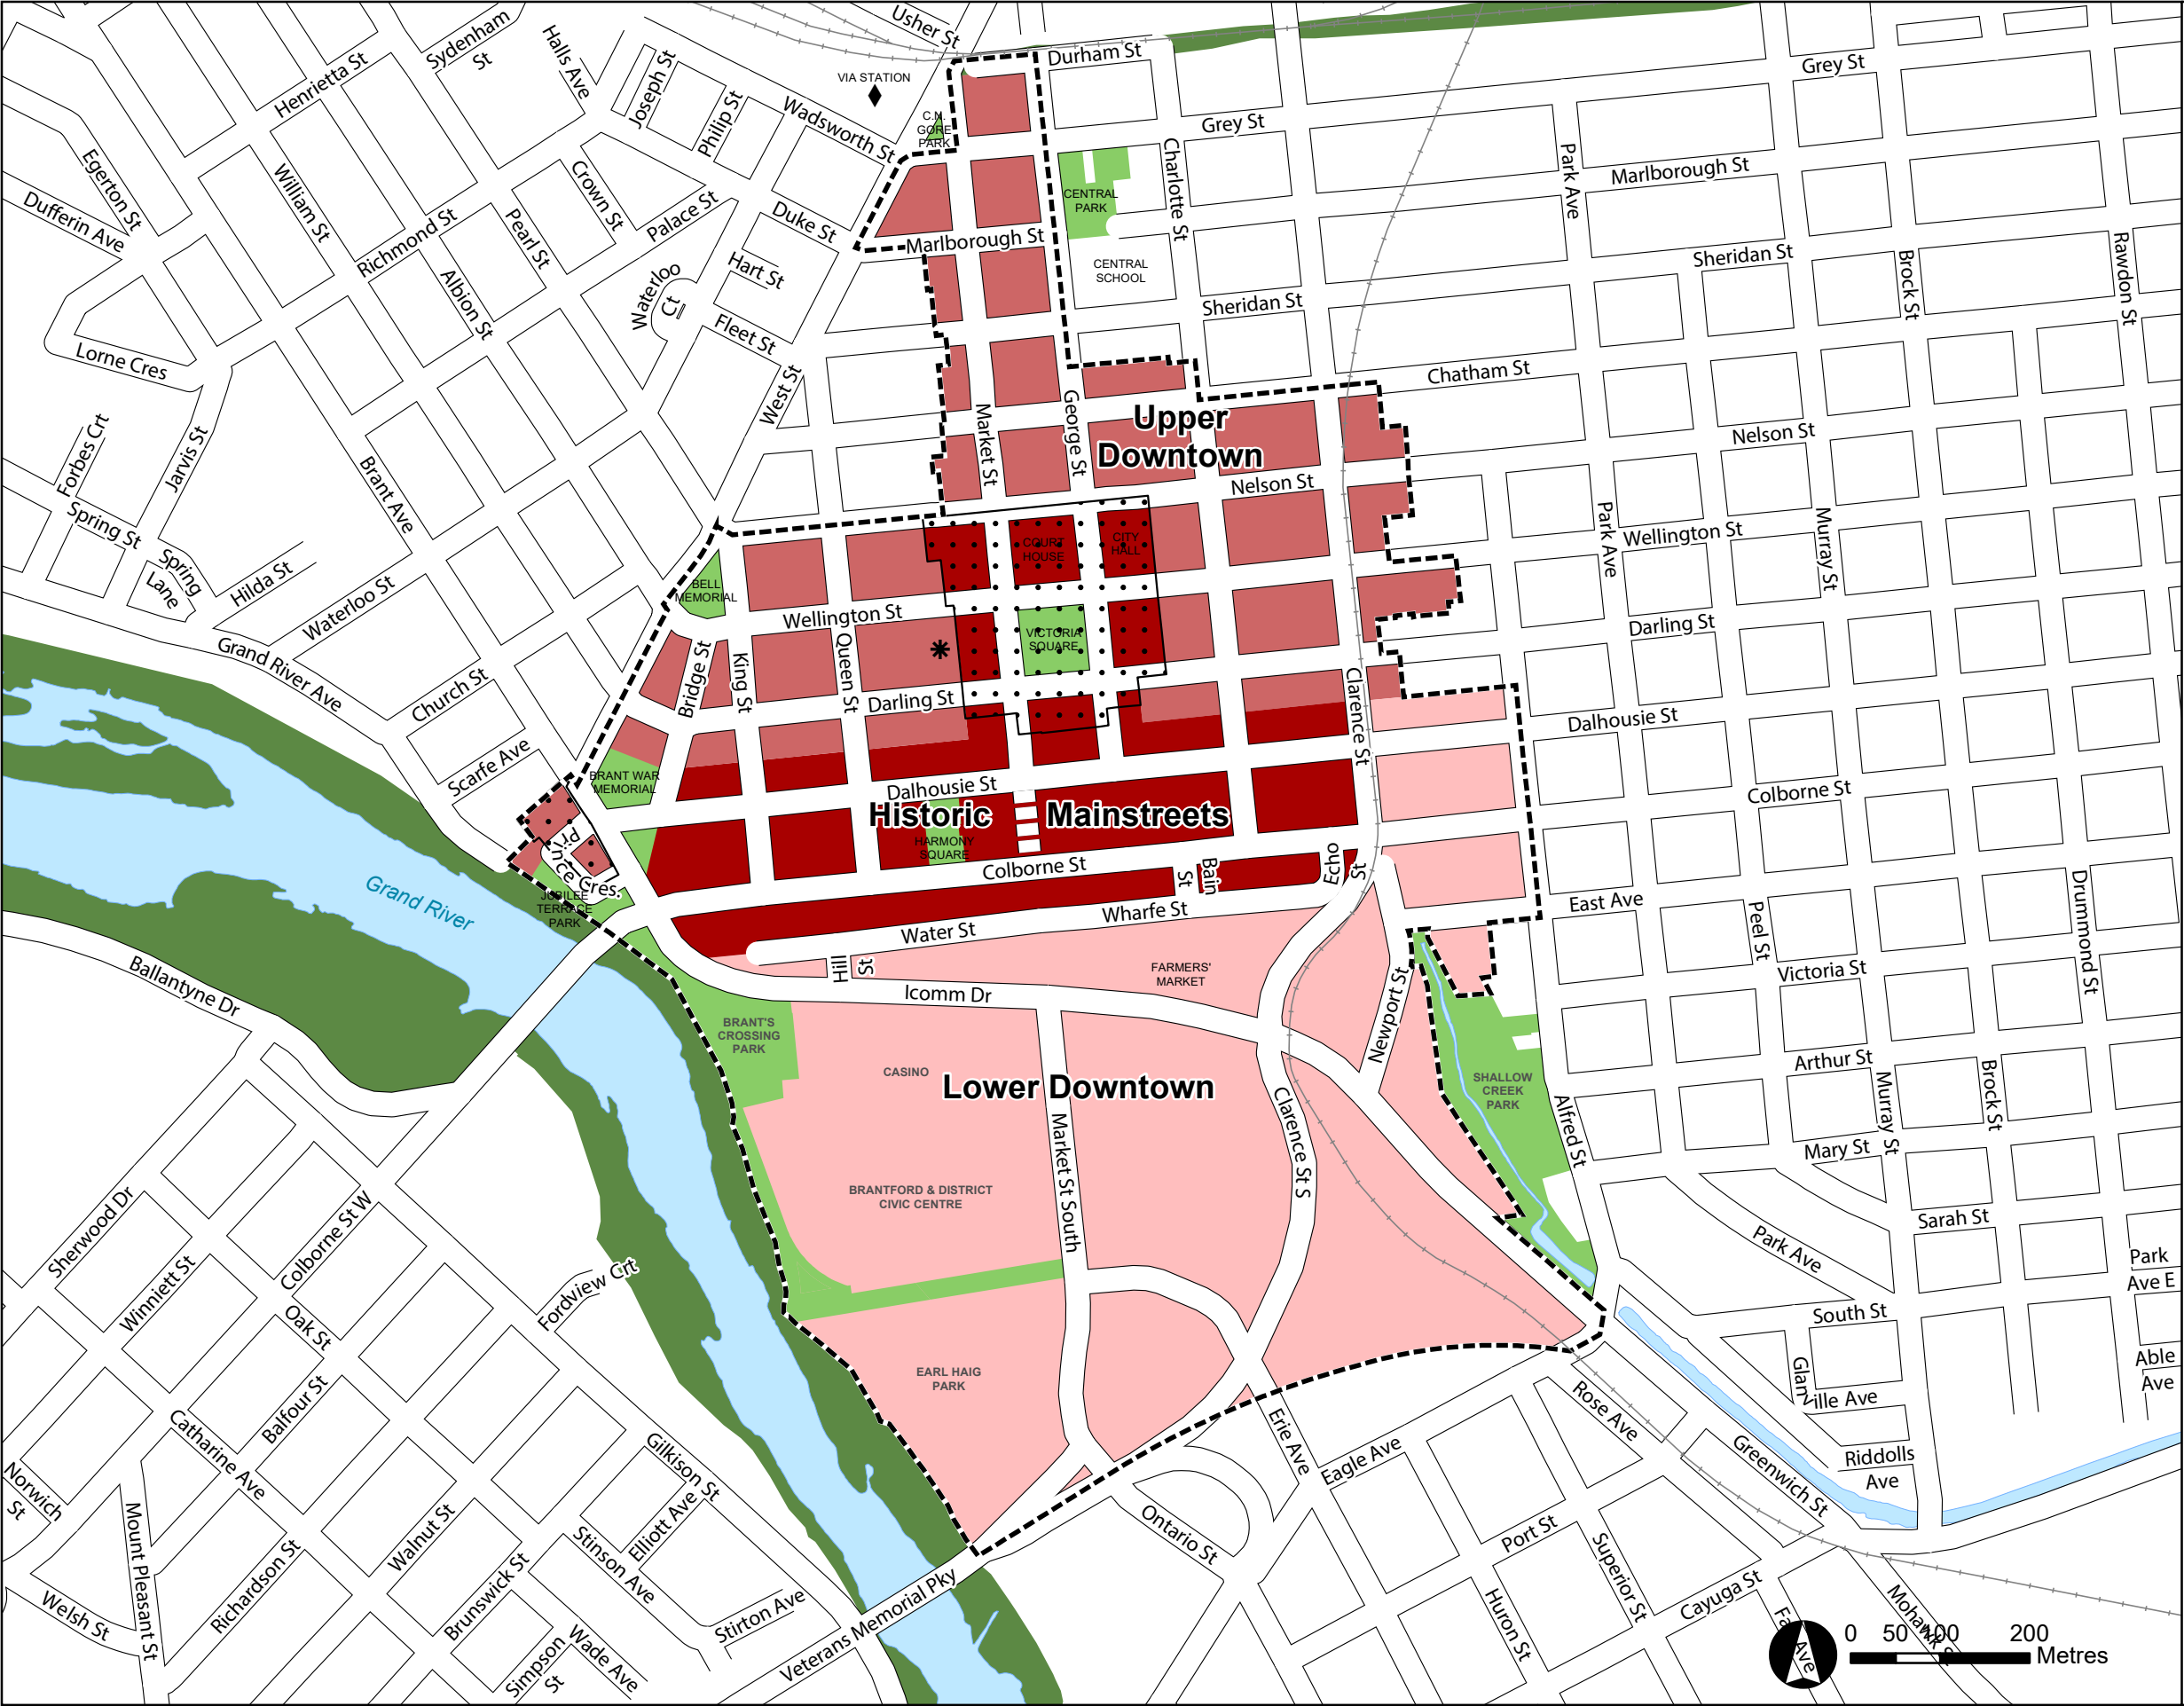 Usher St
Sydenham
St
Halls Ave
Henrietta St
Joseph St
Philip St
Wadsworth St
VIA STATION
Durham St
Grey St
Grey St
C.N.
GORE
PARK
Egerton St
William St
Dufferin Ave
Richmond St
Pearl St
Crown St
Palace St
Duke St
Hart St
Albion St
Waterloo
Ct
Fleet St
West St
Marlborough St
CENTRAL
PARK
Charlotte St
CENTRAL
SCHOOL
Park Ave
Marlborough St
Sheridan St
Sheridan St
Brock St
Rawdon St
Lorne Cres
Forbes Crt
Jarvis St
Brant Ave
Spring St
Spring
Lane
Hilda St
Waterloo St
Market St
George St
Upper
Downtown
Chatham St
Nelson St
Nelson St
Park Ave
Wellington St
Murray St
COURT
HOUSE
CITY
HALL
BELL
MEMORIAL
Wellington St
VICTORIA
SQUARE
Darling St
Grand River Ave
Church St
Scarfe Ave
Bridge St
King St
Queen St
Darling St
Clarence St
Dalhousie St
Colborne St
BRANT WAR
MEMORIAL
Dalhousie St
Historic
Mainstreets
HARMONY
SQUARE
Colborne St
Prince Cres.
JUBILEE
TERRACE
PARK
Grand River
Bain
St
Echo
St
Wharfe St
Water St
Hill
St
FARMERS'
MARKET
Icomm Dr
East Ave
Peel St
Victoria St
Drummond St
Newport St
Ballantyne Dr
BRANT'S
CROSSING
PARK
CASINO
Lower Downtown
SHALLOW
CREEK
PARK
Arthur St
Alfred St
Murray St
Brock St
Mary St
Sarah St
Park Ave
Park
Ave E
Market St South
Clarence St S
BRANTFORD & DISTRICT
CIVIC CENTRE
Sherwood Dr
Colborne St W
Winniett St
Oak St
Fordview Crt
Balfour St
EARL HAIG
PARK
South St
Glanville Ave
Able
Ave
Riddolls
Ave
Rose Ave
Greenwich St
Erie Ave
Eagle Ave
Catharine Ave
Gilkison St
Norwich
St
Mount Pleasant St
Walnut St
Elliott Ave
Stinson Ave
Richardson St
Brunswick St
Welsh St
Simpson
St
Wade Ave
Stirton Ave
Veterans Memorial Pky
Ontario St
Port St
Superior St
Huron St
Cayuga St
0 50 100 200
Metres